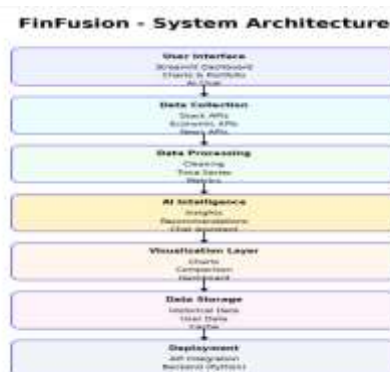 FinFusion - System Architecture
User Interface
Streamlit Dashboard
Charts & Portfolio
AI Chat
Data Collection
Stock APIs
Economic APIs
News APIs
Data Processing
Cleaning
Time Series
Metrics
AI Intelligence
Insights
Recommendations
Chat Assistant
Visualization Layer
Charts
Comparison
Dashboard
Data Storage
Historical Data
User Data
Cache
Deployment
API Integration
Backend (Python)